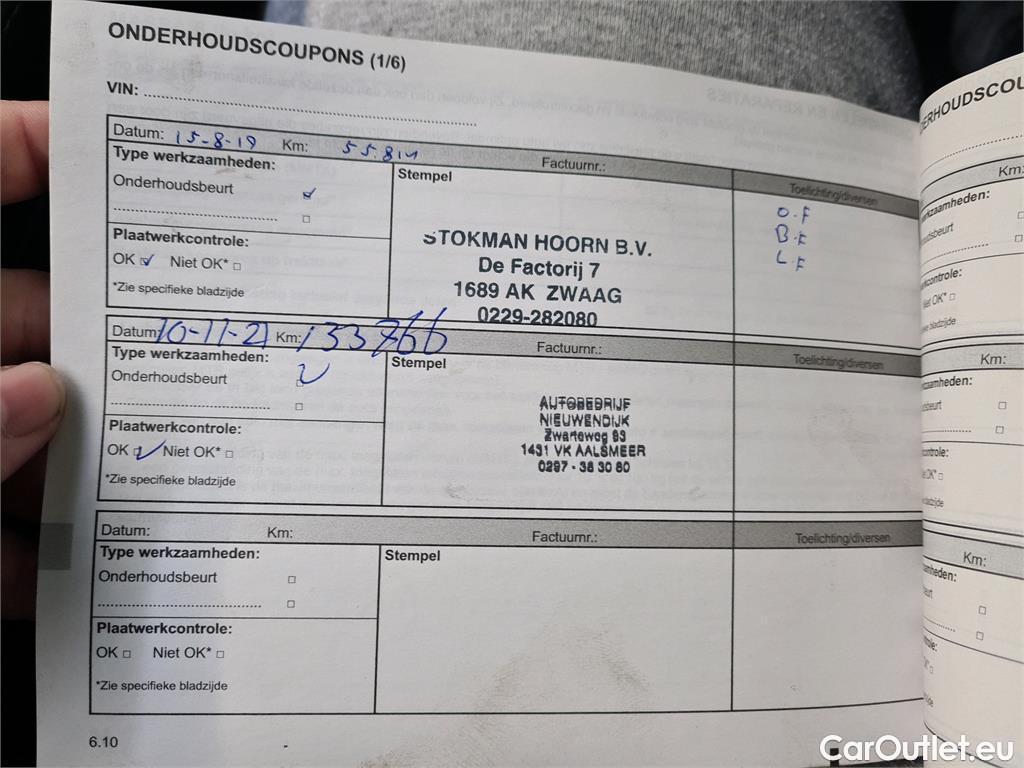 ONDERHOUDSCOUPONS (1/6)
VIN:
Datum: 15-8-19 Km: Factuurnr.:
Type werkzaamheden: Stempel Toelichting/diversen
Onderhoudsbeurt
O.F
B.F
L.F
Plaatwerkcontrole:
OK Niet OK*
*Zie specifieke bladzijde
STOKMAN HOORN B.V.
De Factorij 7
1689 AK ZWAAG
0229-282080
Datum: 10-11-21 Km: 133766 Factuurnr.:
Type werkzaamheden: Stempel Toelichting/diversen
Onderhoudsbeurt
Plaatwerkcontrole:
OK Niet OK*
*Zie specifieke bladzijde
AUTOBEDRIJF
NIEUWENDIJK
Zwarteweg 93
1431 VK AALSMEER
0297 - 36 30 80
Datum: Km: Factuurnr.: Toelichting/diversen
Type werkzaamheden: Stempel
Onderhoudsbeurt
Plaatwerkcontrole:
OK Niet OK*
*Zie specifieke bladzijde
6.10
Km:
Km:
Km:
CarOutlet.eu